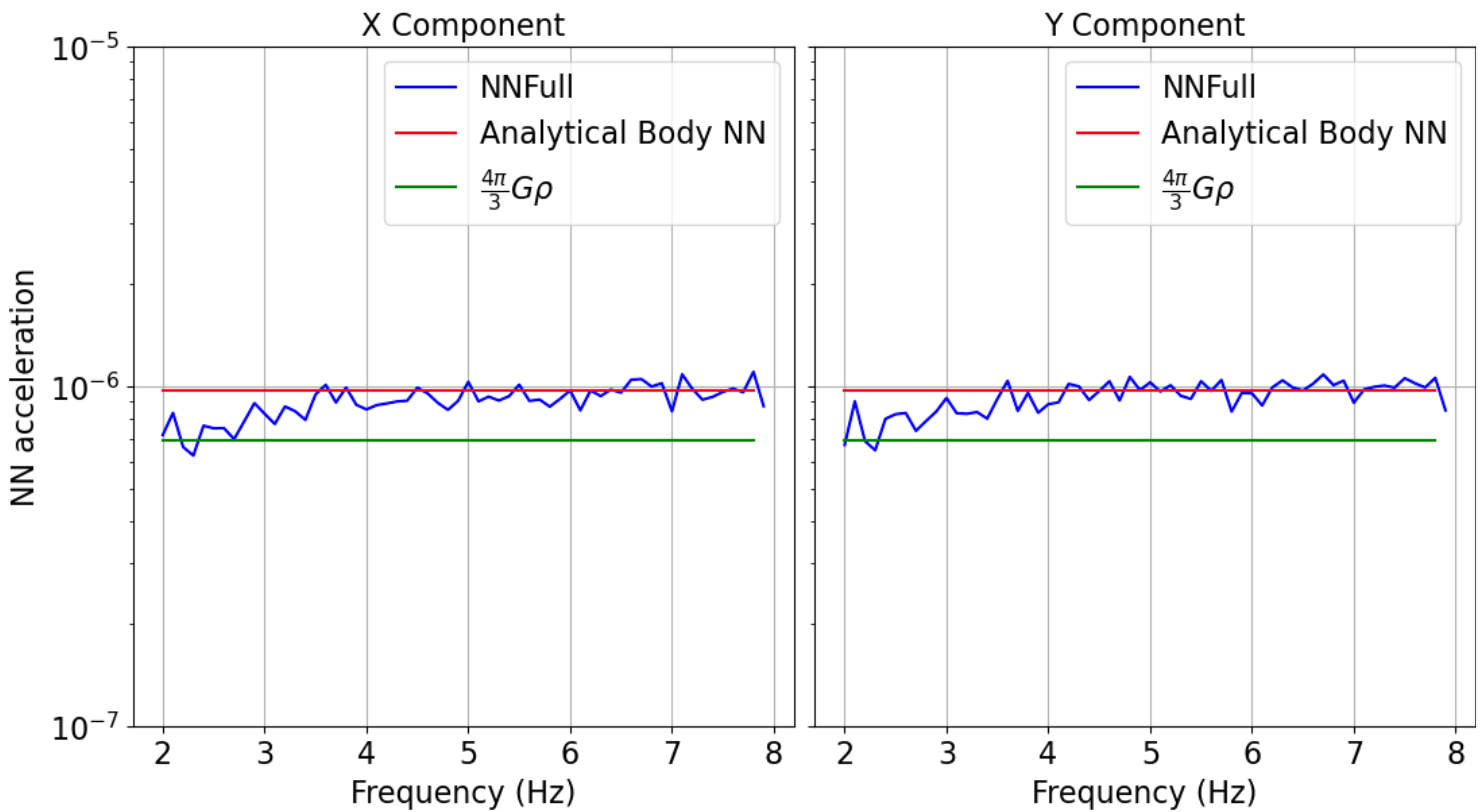 X Component
Y Component
10⁻⁵
10⁻⁶
10⁻⁷
NN acceleration
NNFull
Analytical Body NN
4π/3 Gρ
NNFull
Analytical Body NN
4π/3 Gρ
2 3 4 5 6 7 8
2 3 4 5 6 7 8
Frequency (Hz)
Frequency (Hz)